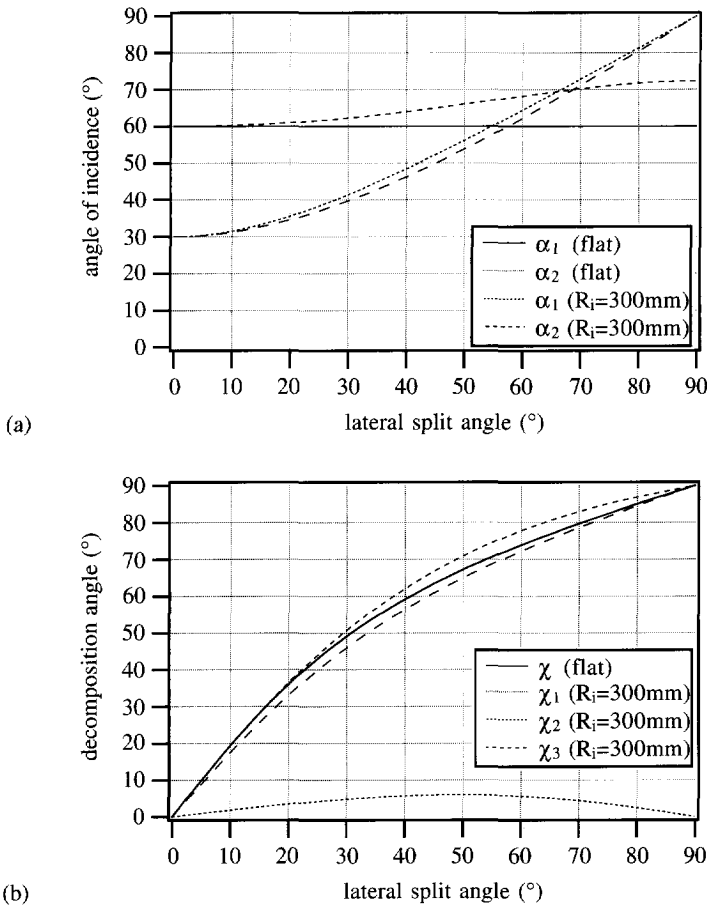 90
80
70
60
50
40
30
20
10
0
angle of incidence (°)
α₁ (flat)
α₂ (flat)
α₁ (Rᵢ=300mm)
α₂ (Rᵢ=300mm)
0 10 20 30 40 50 60 70 80 90
lateral split angle (°)
(a)
90
80
70
60
50
40
30
20
10
0
decomposition angle (°)
χ (flat)
χ₁ (Rᵢ=300mm)
χ₂ (Rᵢ=300mm)
χ₃ (Rᵢ=300mm)
0 10 20 30 40 50 60 70 80 90
lateral split angle (°)
(b)